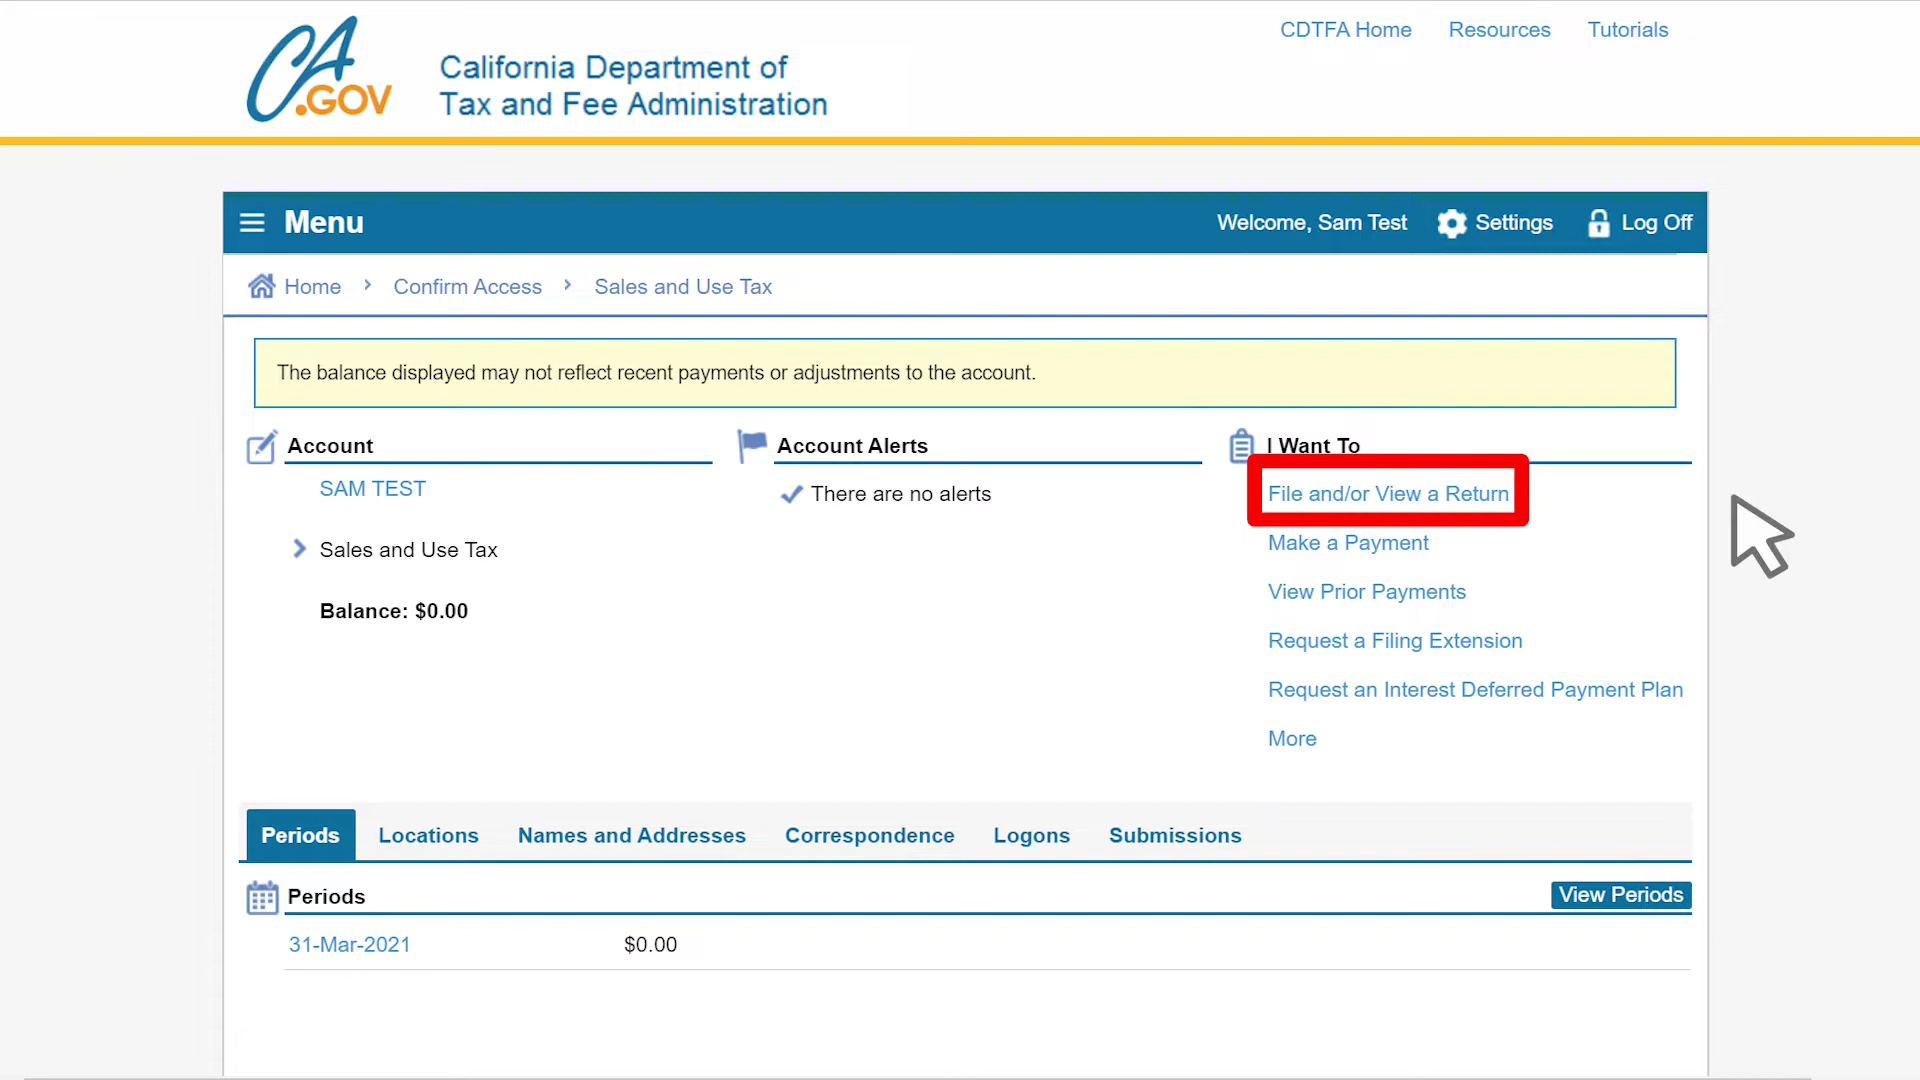 CA.GOV
California Department of
Tax and Fee Administration
CDTFA Home Resources Tutorials
Menu
Welcome, Sam Test Settings Log Off
Home › Confirm Access › Sales and Use Tax
The balance displayed may not reflect recent payments or adjustments to the account.
Account
SAM TEST
Sales and Use Tax
Balance: $0.00
Account Alerts
There are no alerts
I Want To
File and/or View a Return
Make a Payment
View Prior Payments
Request a Filing Extension
Request an Interest Deferred Payment Plan
More
Periods Locations Names and Addresses Correspondence Logons Submissions
Periods View Periods
31-Mar-2021 $0.00